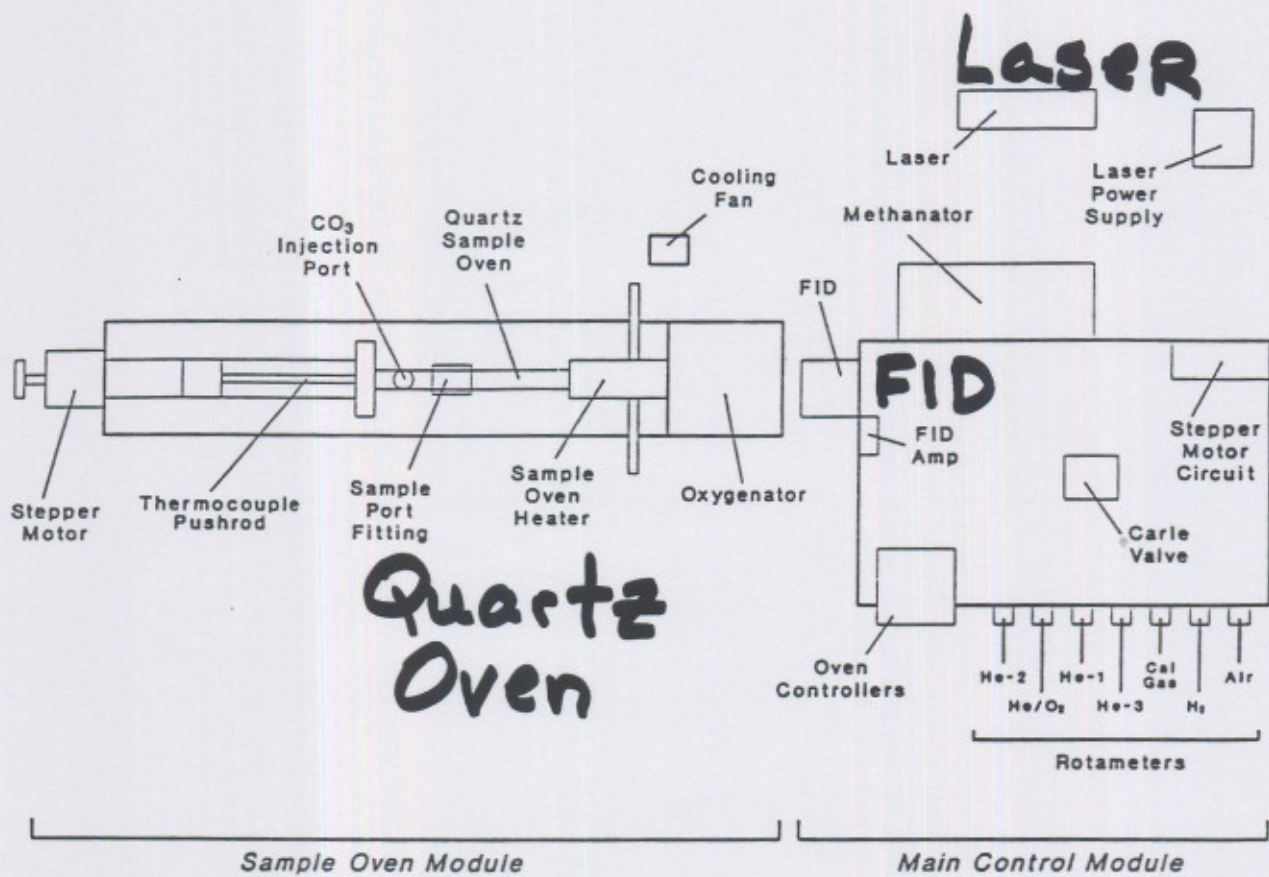 LaseR
Laser
Laser
Power
Supply
Cooling
Fan
Methanator
CO₃
Injection
Port
Quartz
Sample
Oven
FID
FID
FID
Amp
Stepper
Motor
Circuit
Carle
Valve
Stepper
Motor
Thermocouple
Pushrod
Sample
Port
Fitting
Sample
Oven
Heater
Oxygenator
Quartz
Oven
Oven
Controllers
He-2
He/O₂
He-1
He-3
Cal
Gas
H₂
Air
Rotameters
Sample Oven Module
Main Control Module